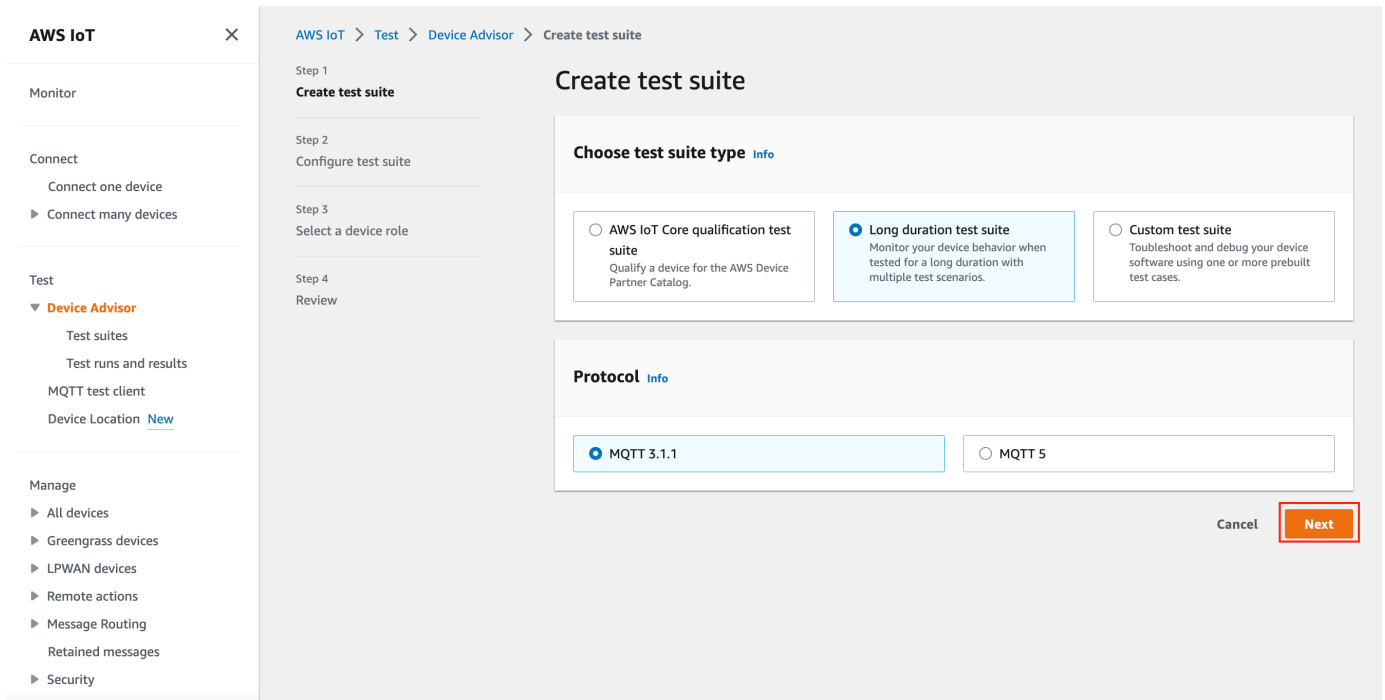 AWS IoT
Monitor
Connect
Connect one device
Connect many devices
Test
Device Advisor
Test suites
Test runs and results
MQTT test client
Device Location New
Manage
All devices
Greengrass devices
LPWAN devices
Remote actions
Message Routing
Retained messages
Security
AWS IoT > Test > Device Advisor > Create test suite
Step 1
Create test suite
Step 2
Configure test suite
Step 3
Select a device role
Step 4
Review
Create test suite
Choose test suite type Info
AWS IoT Core qualification test
suite
Qualify a device for the AWS Device
Partner Catalog.
Long duration test suite
Monitor your device behavior when
tested for a long duration with
multiple test scenarios.
Custom test suite
Toubleshoot and debug your device
software using one or more prebuilt
test cases.
Protocol Info
MQTT 3.1.1
MQTT 5
Cancel
Next